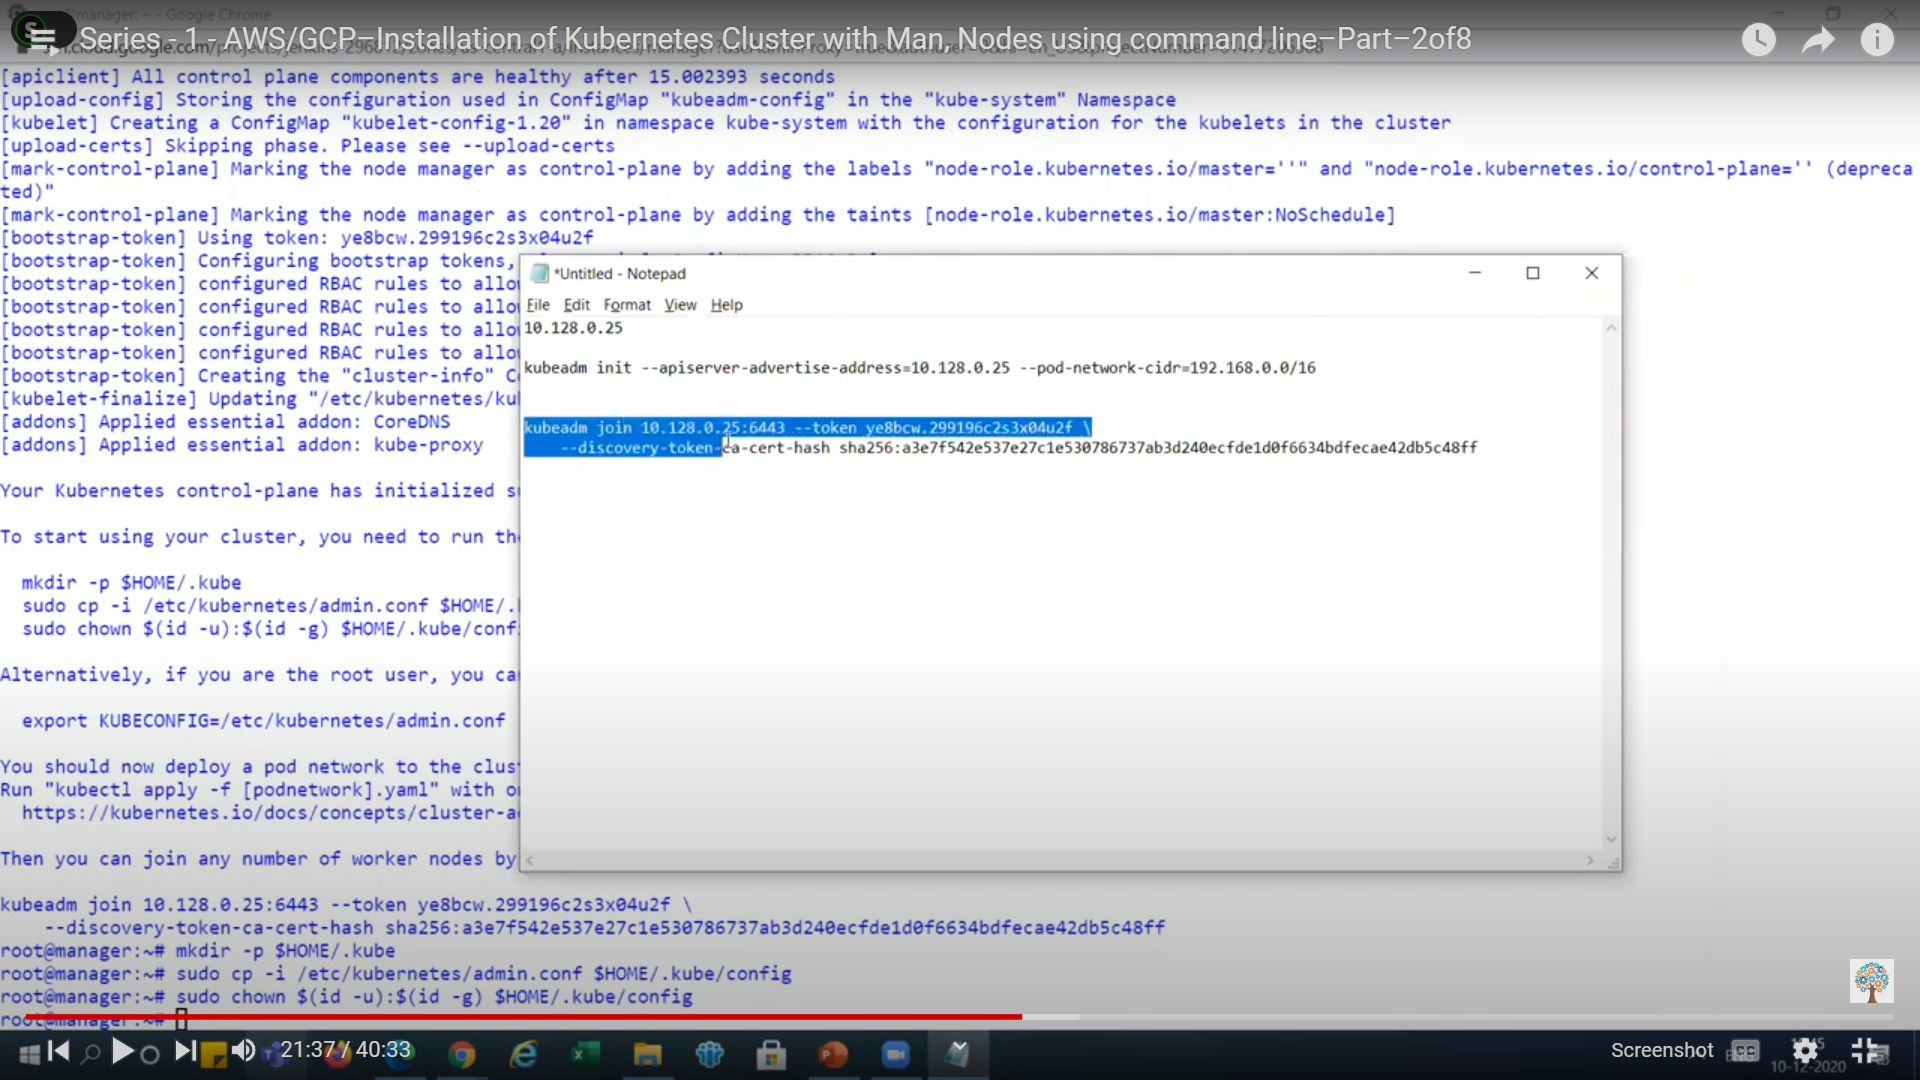 Series - 1 - AWS/GCP–Installation of Kubernetes Cluster with Man, Nodes using command line–Part–2of8
[apiclient] All control plane components are healthy after 15.002393 seconds
[upload-config] Storing the configuration used in ConfigMap "kubeadm-config" in the "kube-system" Namespace
[kubelet] Creating a ConfigMap "kubelet-config-1.20" in namespace kube-system with the configuration for the kubelets in the cluster
[upload-certs] Skipping phase. Please see --upload-certs
[mark-control-plane] Marking the node manager as control-plane by adding the labels "node-role.kubernetes.io/master=''" and "node-role.kubernetes.io/control-plane='' (depreca
ted)"
[mark-control-plane] Marking the node manager as control-plane by adding the taints [node-role.kubernetes.io/master:NoSchedule]
[bootstrap-token] Using token: ye8bcw.299196c2s3x04u2f
[bootstrap-token] Configuring bootstrap tokens,
[bootstrap-token] configured RBAC rules to allo
[bootstrap-token] configured RBAC rules to allo
[bootstrap-token] configured RBAC rules to allo
[bootstrap-token] configured RBAC rules to allo
[bootstrap-token] Creating the "cluster-info" C
[kubelet-finalize] Updating "/etc/kubernetes/ku
[addons] Applied essential addon: CoreDNS
[addons] Applied essential addon: kube-proxy
Your Kubernetes control-plane has initialized s
To start using your cluster, you need to run th
mkdir -p $HOME/.kube
sudo cp -i /etc/kubernetes/admin.conf $HOME/.
sudo chown $(id -u):$(id -g) $HOME/.kube/conf
Alternatively, if you are the root user, you ca
export KUBECONFIG=/etc/kubernetes/admin.conf
You should now deploy a pod network to the clus
Run "kubectl apply -f [podnetwork].yaml" with o
https://kubernetes.io/docs/concepts/cluster-a
Then you can join any number of worker nodes by
kubeadm join 10.128.0.25:6443 --token ye8bcw.299196c2s3x04u2f \
--discovery-token-ca-cert-hash sha256:a3e7f542e537e27c1e530786737ab3d240ecfde1d0f6634bdfecae42db5c48ff
root@manager:~# mkdir -p $HOME/.kube
root@manager:~# sudo cp -i /etc/kubernetes/admin.conf $HOME/.kube/config
root@manager:~# sudo chown $(id -u):$(id -g) $HOME/.kube/config
root@manager:~#
*Untitled - Notepad
File Edit Format View Help
10.128.0.25
kubeadm init --apiserver-advertise-address=10.128.0.25 --pod-network-cidr=192.168.0.0/16
kubeadm join 10.128.0.25:6443 --token ye8bcw.299196c2s3x04u2f \
--discovery-token-ca-cert-hash sha256:a3e7f542e537e27c1e530786737ab3d240ecfde1d0f6634bdfecae42db5c48ff
21:37 / 40:33
Screenshot
CC
10-12-2020